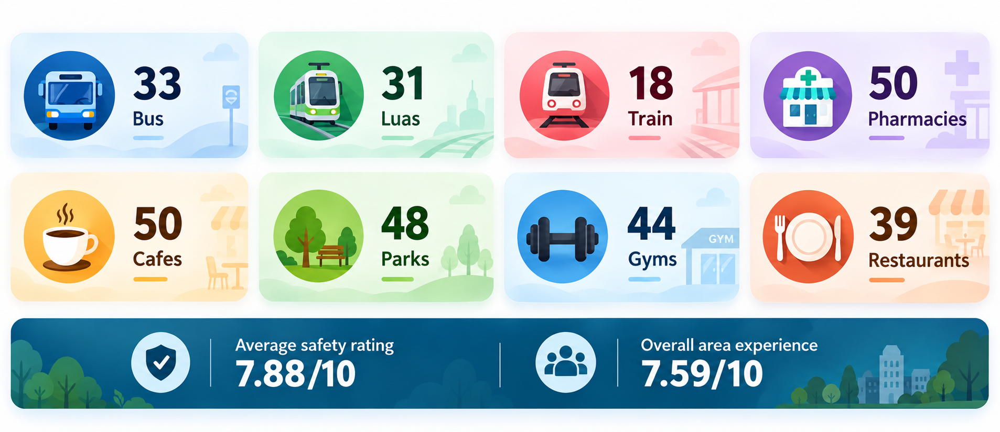 33
Bus
31
Luas
18
Train
50
Pharmacies
50
Cafes
48
Parks
44
Gyms
GYM
39
Restaurants
Average safety rating
7.88/10
Overall area experience
7.59/10